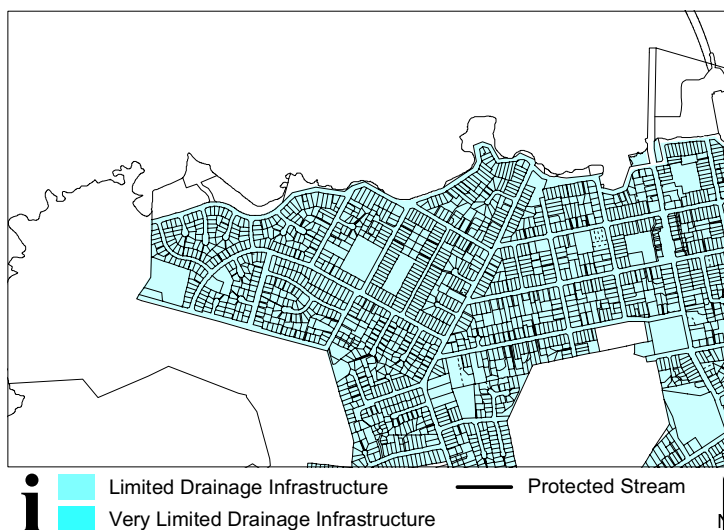 Limited Drainage Infrastructure
Protected Stream
Very Limited Drainage Infrastructure
N